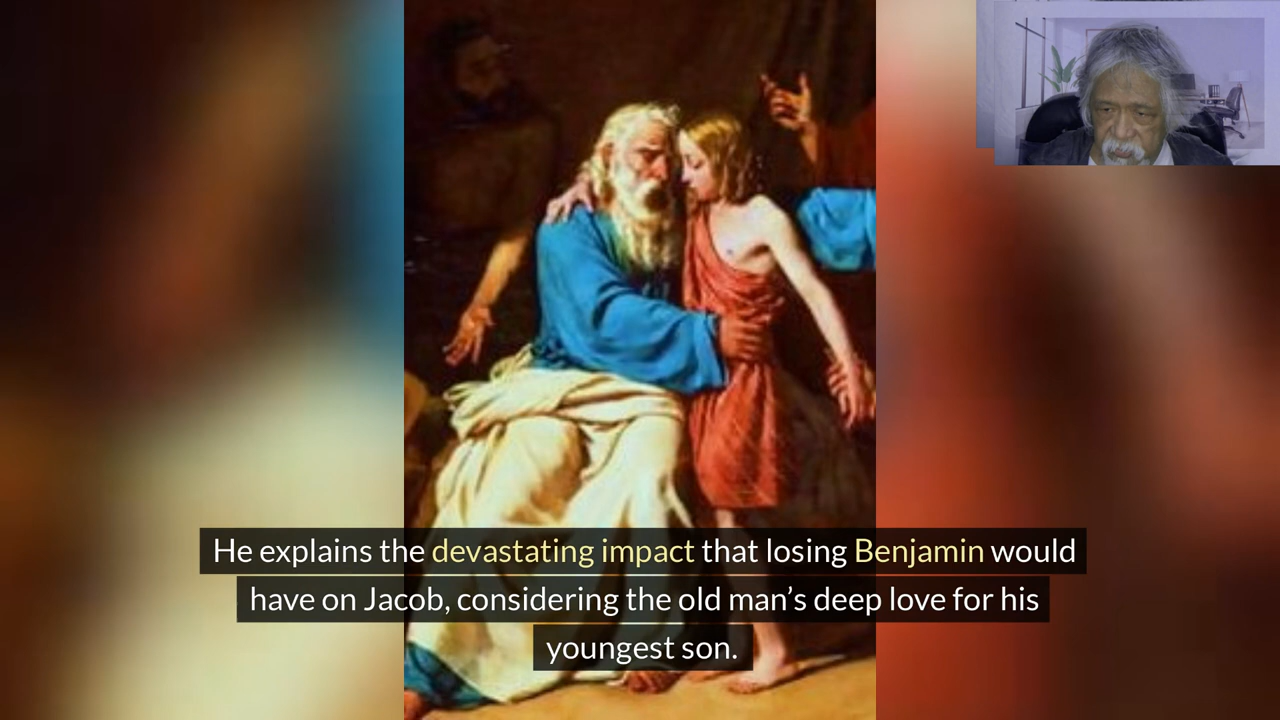 He explains the devastating impact that losing Benjamin would
have on Jacob, considering the old man’s deep love for his
youngest son.